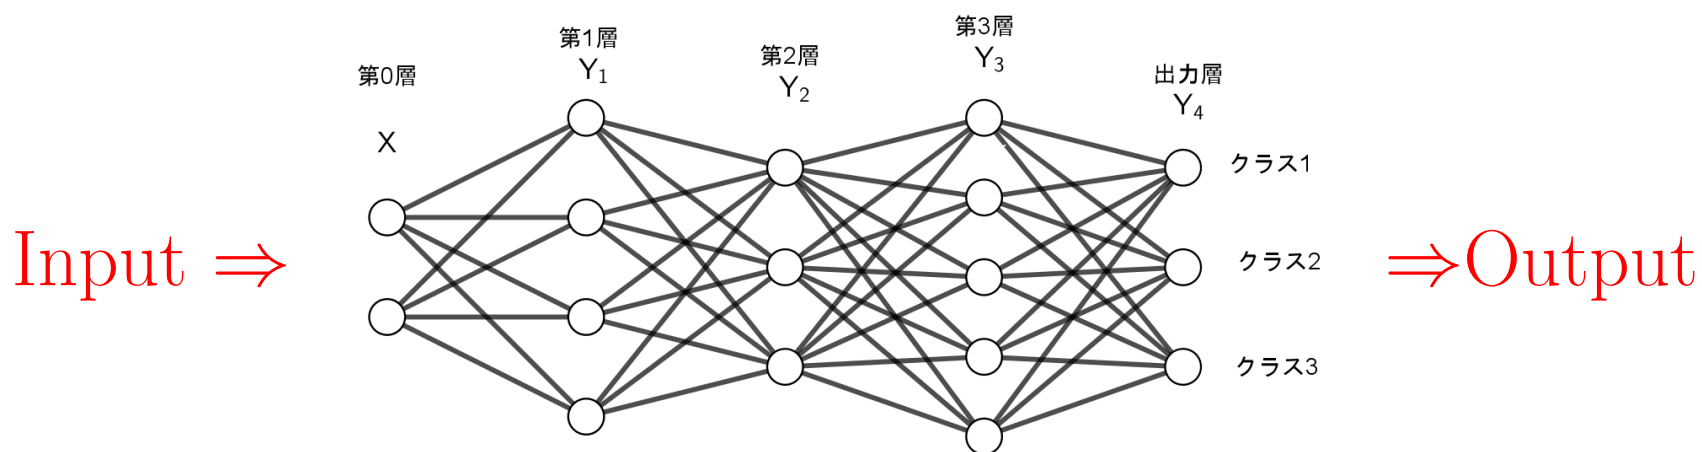 第0層
X
第1層
Y₁
第2層
Y₂
第3層
Y₃
出力層
Y₄
クラス1
クラス2
クラス3
Input ⇒
⇒Output